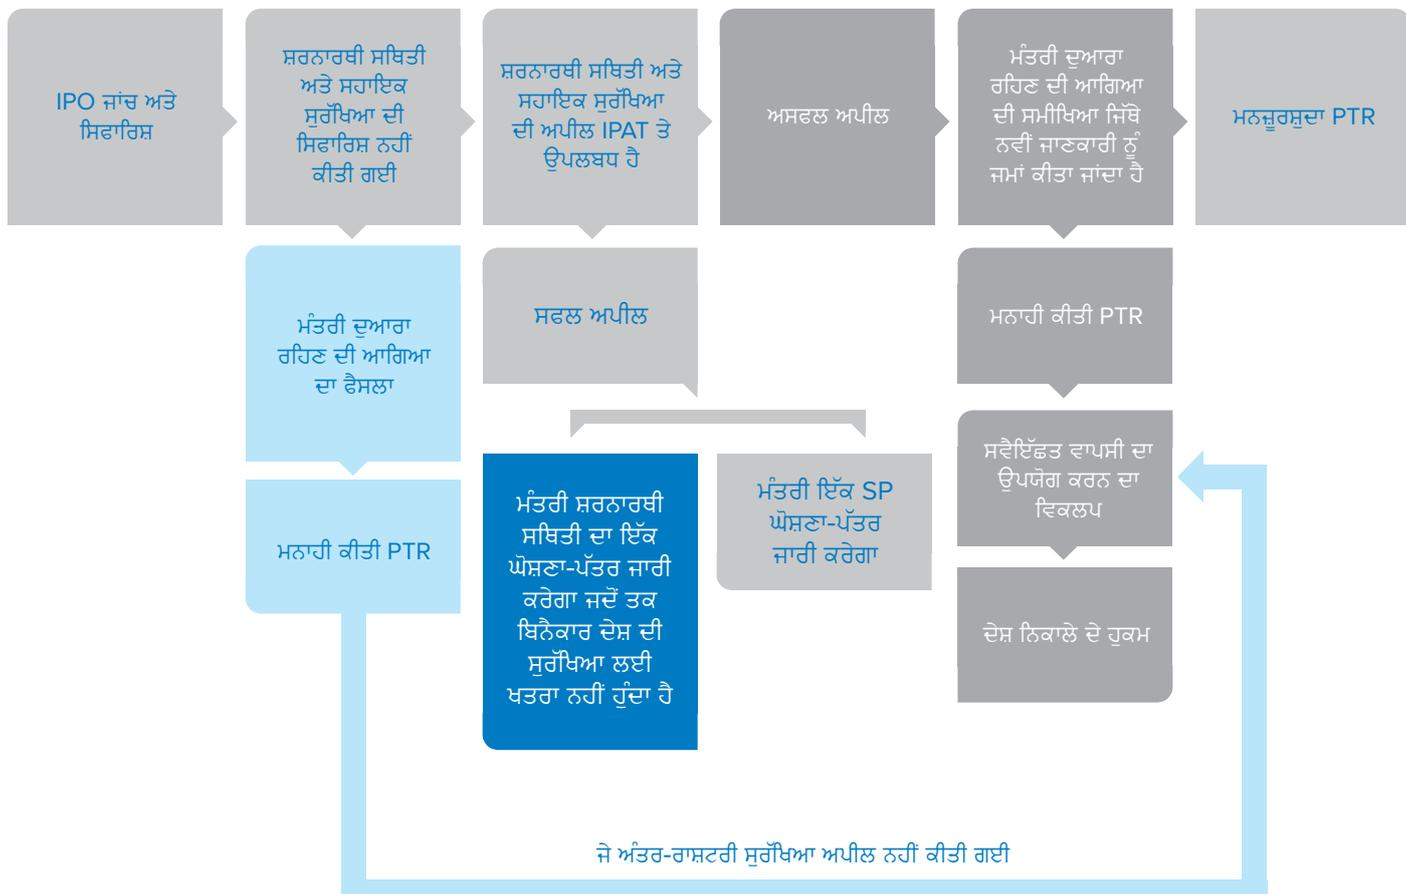 IPO ਜਾਂਚ ਅਤੇ
ਸਿਫਾਰਿਸ਼
ਸ਼ਰਨਾਰਥੀ ਸਥਿਤੀ
ਅਤੇ ਸਹਾਇਕ
ਸੁਰੱਖਿਆ ਦੀ
ਸਿਫਾਰਿਸ਼ ਨਹੀਂ
ਕੀਤੀ ਗਈ
ਸ਼ਰਨਾਰਥੀ ਸਥਿਤੀ ਅਤੇ
ਸਹਾਇਕ ਸੁਰੱਖਿਆ
ਦੀ ਅਪੀਲ IPAT ਤੇ
ਉਪਲਬਧ ਹੈ
ਅਸਫਲ ਅਪੀਲ
ਮੰਤਰੀ ਦੁਆਰਾ
ਰਹਿਣ ਦੀ ਆਗਿਆ
ਦੀ ਸਮੀਖਿਆ ਜਿੱਥੇ
ਨਵੀਂ ਜਾਣਕਾਰੀ ਨੂੰ
ਜਮਾਂ ਕੀਤਾ ਜਾਂਦਾ ਹੈ
ਮਨਜ਼ੂਰਸ਼ੁਦਾ PTR
ਮੰਤਰੀ ਦੁਆਰਾ
ਰਹਿਣ ਦੀ ਆਗਿਆ
ਦਾ ਫੈਸਲਾ
ਸਫਲ ਅਪੀਲ
ਮਨਾਹੀ ਕੀਤੀ PTR
ਮਨਾਹੀ ਕੀਤੀ PTR
ਮੰਤਰੀ ਸ਼ਰਨਾਰਥੀ
ਸਥਿਤੀ ਦਾ ਇੱਕ
ਘੋਸ਼ਣਾ-ਪੱਤਰ ਜਾਰੀ
ਕਰੇਗਾ ਜਦੋਂ ਤਕ
ਬਿਨੈਕਾਰ ਦੇਸ਼ ਦੀ
ਸੁਰੱਖਿਆ ਲਈ
ਖਤਰਾ ਨਹੀਂ ਹੁੰਦਾ ਹੈ
ਮੰਤਰੀ ਇੱਕ SP
ਘੋਸ਼ਣਾ-ਪੱਤਰ
ਜਾਰੀ ਕਰੇਗਾ
ਸਵੈਇੱਛਤ ਵਾਪਸੀ ਦਾ
ਉਪਯੋਗ ਕਰਨ ਦਾ
ਵਿਕਲਪ
ਦੇਸ਼ ਨਿਕਾਲੇ ਦੇ ਹੁਕਮ
ਜੇ ਅੰਤਰ-ਰਾਸ਼ਟਰੀ ਸੁਰੱਖਿਆ ਅਪੀਲ ਨਹੀਂ ਕੀਤੀ ਗਈ